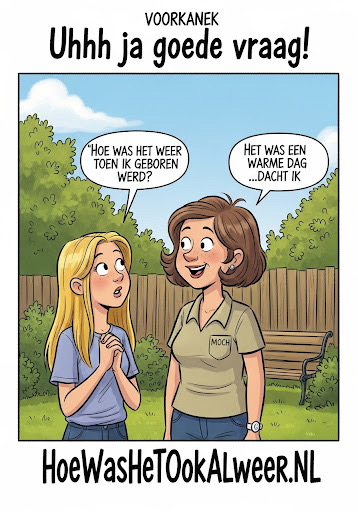 VOORKANEK
Uhhh ja goede vraag!
"HOE WAS HET WEER
TOEN IK GEBOREN
WERD?
HET WAS EEN
WARME DAG
...DACHT IK
MOCH
HoeWasHeTOokALweer.NL